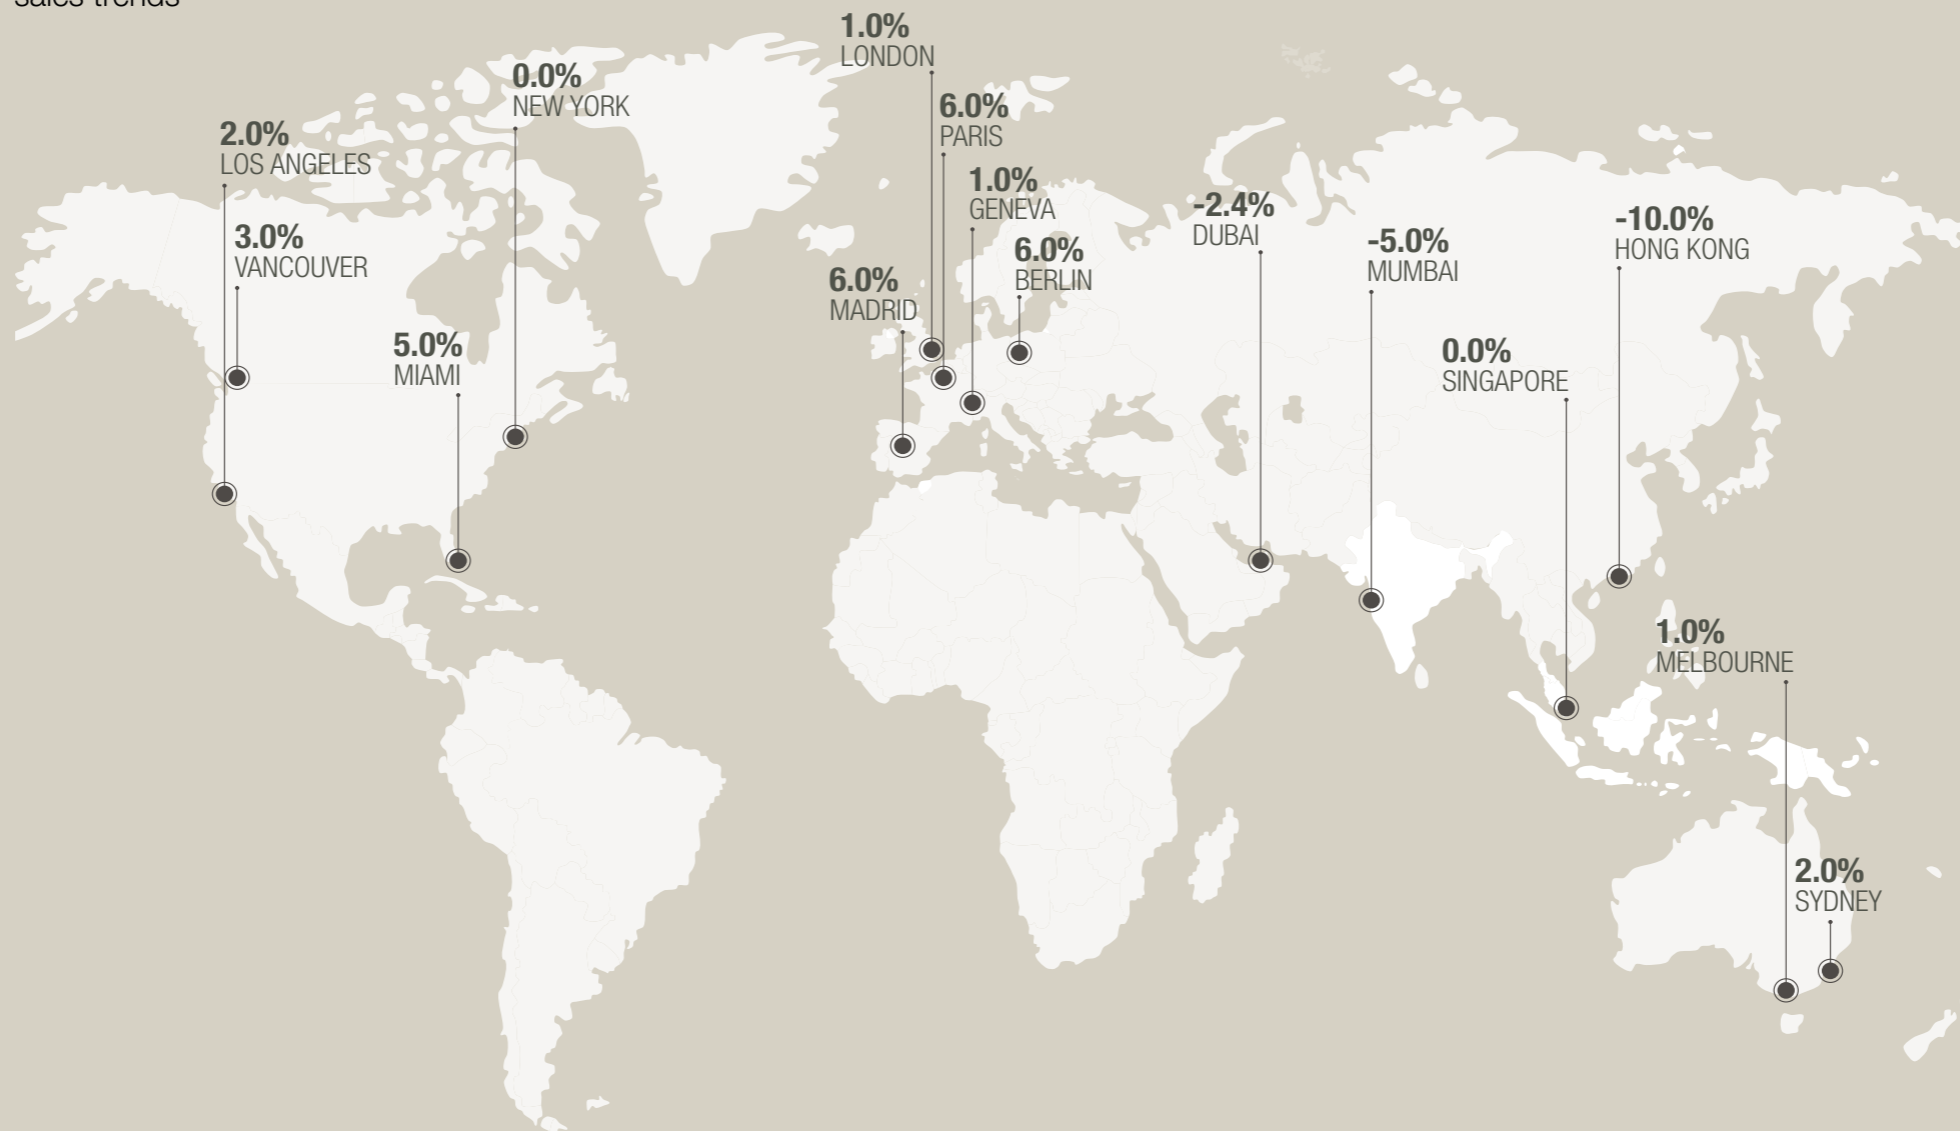 sales trends
1.0%
LONDON
0.0%
NEW YORK
6.0%
PARIS
2.0%
LOS ANGELES
1.0%
GENEVA
-2.4%
DUBAI
-10.0%
HONG KONG
3.0%
VANCOUVER
6.0%
BERLIN
-5.0%
MUMBAI
6.0%
MADRID
5.0%
MIAMI
0.0%
SINGAPORE
1.0%
MELBOURNE
2.0%
SYDNEY